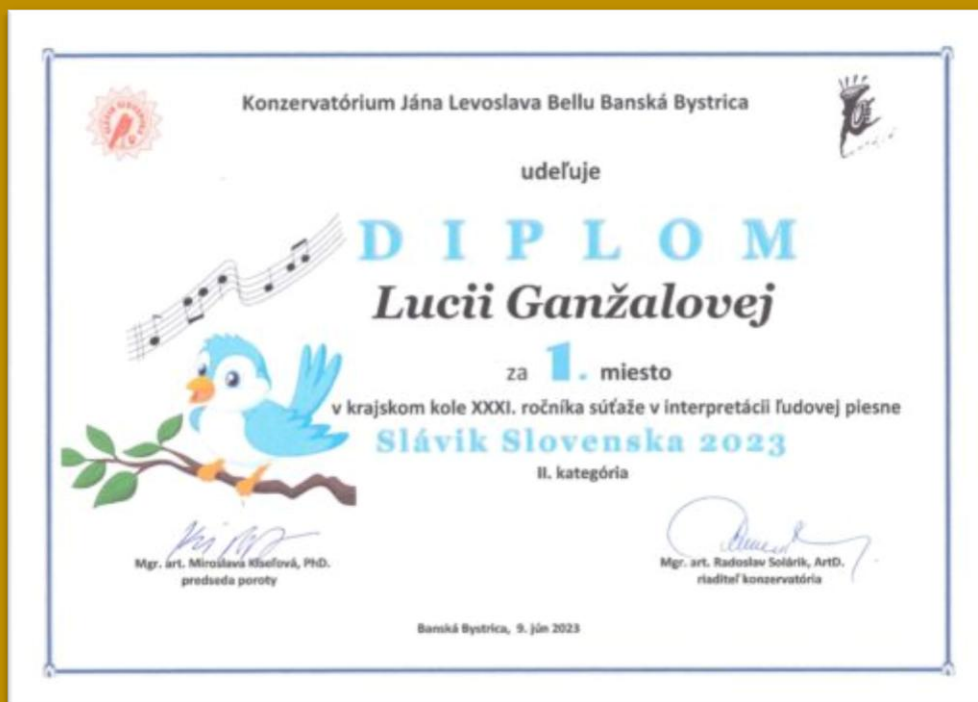 Konzervatórium Jána Levoslava Bellu Banská Bystrica
udeľuje
DIPLOM
Lucii Ganžalovej
za 1. miesto
v krajskom kole XXXI. ročníka súťaže v interpretácii ľudovej piesne
Slávik Slovenska 2023
II. kategória
Mgr. art. Miroslava PhD.
predseda poroty
Mgr. art. Radoslav Solárik, ArtD.
riaditeľ konzervatória
Banská Bystrica, 9. jún 2023